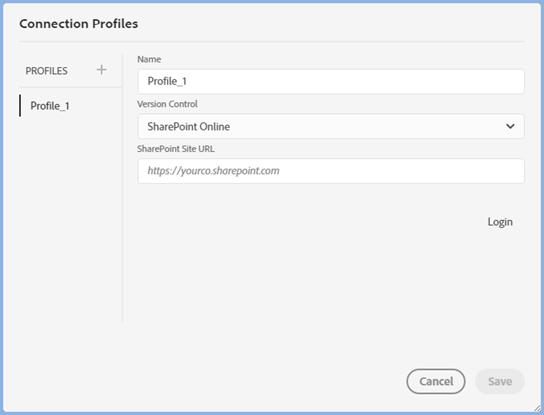 Connection Profiles
PROFILES
Profile_1
Name
Profile_1
Version Control
SharePoint Online
SharePoint Site URL
https://yourco.sharepoint.com
Login
Cancel
Save